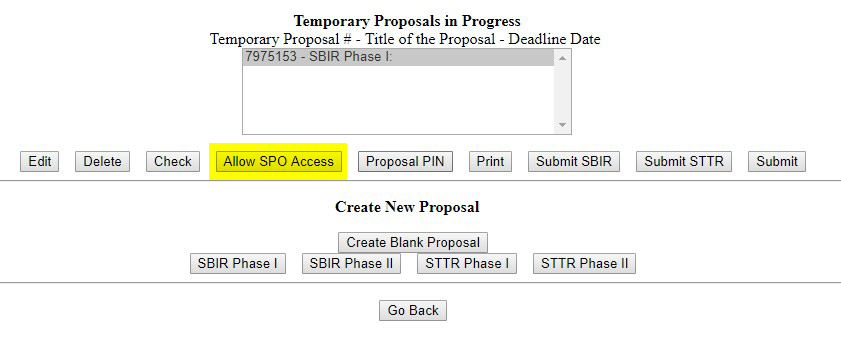 Temporary Proposals in Progress
Temporary Proposal # - Title of the Proposal - Deadline Date
7975153 - SBIR Phase I:
Edit Delete Check Allow SPO Access Proposal PIN Print Submit SBIR Submit STTR Submit
Create New Proposal
Create Blank Proposal
SBIR Phase I SBIR Phase II STTR Phase I STTR Phase II
Go Back